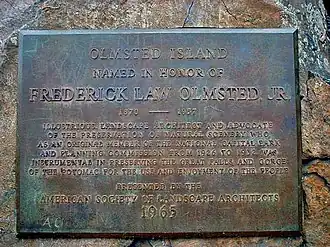 OLMSTED ISLAND
NAMED IN HONOR OF
FREDERICK LAW OLMSTED, JR.
1870 — 1957
ILLUSTRIOUS LANDSCAPE ARCHITECT AND ADVOCATE
OF THE PRESERVATION OF NATURAL SCENERY WHO
AS AN ORIGINAL MEMBER OF THE NATIONAL CAPITAL PARK
AND PLANNING COMMISSION
INSTRUMENTAL IN PRESERVING THE GREAT FALLS AND GORGE
OF THE POTOMAC FOR THE USE AND ENJOYMENT OF THE PEOPLE
PRESENTED BY THE
AMERICAN SOCIETY OF LANDSCAPE ARCHITECTS
1965